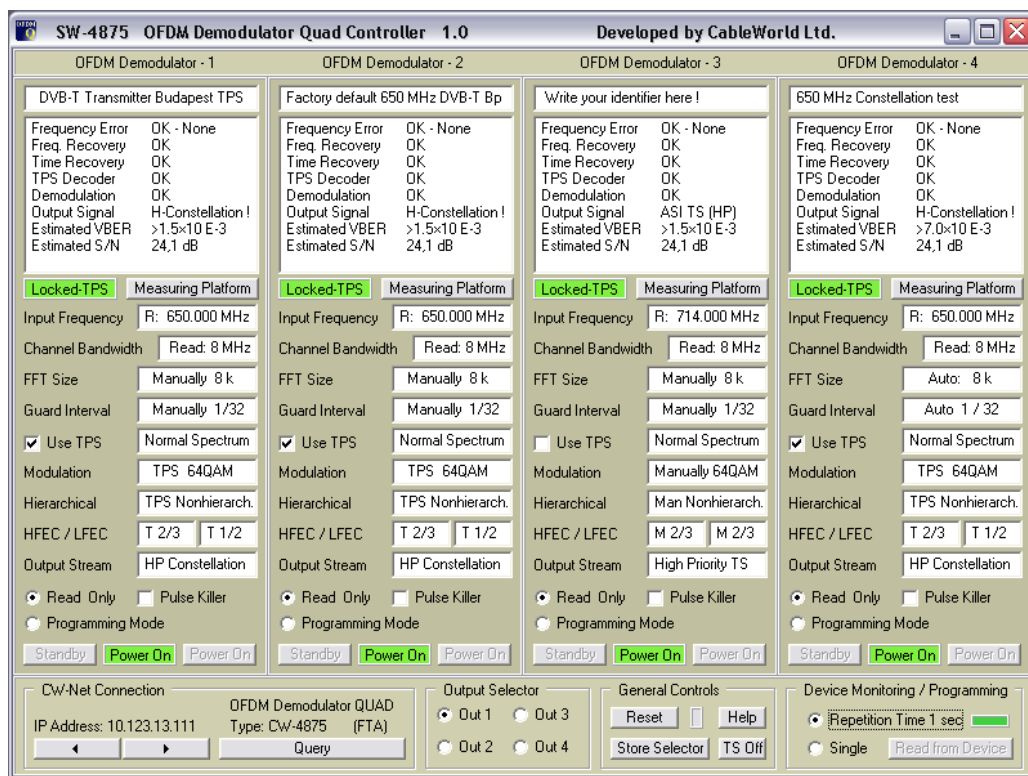 SW-4875 OFDM Demodulator Quad Controller 1.0 Developed by CableWorld Ltd.
OFDM Demodulator - 1
DVB-T Transmitter Budapest TPS
Frequency Error OK - None
Freq. Recovery OK
Time Recovery OK
TPS Decoder OK
Demodulation OK
Output Signal H-Constellation !
Estimated VBER >1.5×10 E-3
Estimated S/N 24,1 dB
Locked-TPS Measuring Platform
Input Frequency R: 650.000 MHz
Channel Bandwidth Read: 8 MHz
FFT Size Manually 8 k
Guard Interval Manually 1/32
Use TPS Normal Spectrum
Modulation TPS 64QAM
Hierarchical TPS Nonhierarch.
HFEC / LFEC T 2/3 T 1/2
Output Stream HP Constellation
Read Only Pulse Killer
Programming Mode
Standby Power On Power On
OFDM Demodulator - 2
Factory default 650 MHz DVB-T Bp
Frequency Error OK - None
Freq. Recovery OK
Time Recovery OK
TPS Decoder OK
Demodulation OK
Output Signal H-Constellation !
Estimated VBER >1.5×10 E-3
Estimated S/N 24,1 dB
Locked-TPS Measuring Platform
Input Frequency R: 650.000 MHz
Channel Bandwidth Read: 8 MHz
FFT Size Manually 8 k
Guard Interval Manually 1/32
Use TPS Normal Spectrum
Modulation TPS 64QAM
Hierarchical TPS Nonhierarch.
HFEC / LFEC T 2/3 T 1/2
Output Stream HP Constellation
Read Only Pulse Killer
Programming Mode
Standby Power On Power On
OFDM Demodulator - 3
Write your identifier here !
Frequency Error OK - None
Freq. Recovery OK
Time Recovery OK
TPS Decoder OK
Demodulation OK
Output Signal ASI TS (HP)
Estimated VBER >1.5×10 E-3
Estimated S/N 24,1 dB
Locked-TPS Measuring Platform
Input Frequency R: 714.000 MHz
Channel Bandwidth Read: 8 MHz
FFT Size Manually 8 k
Guard Interval Manually 1/32
Use TPS Normal Spectrum
Modulation Manually 64QAM
Hierarchical Man Nonhierarch.
HFEC / LFEC M 2/3 M 2/3
Output Stream High Priority TS
Read Only Pulse Killer
Programming Mode
Standby Power On Power On
OFDM Demodulator - 4
650 MHz Constellation test
Frequency Error OK - None
Freq. Recovery OK
Time Recovery OK
TPS Decoder OK
Demodulation OK
Output Signal H-Constellation !
Estimated VBER >7.0×10 E-3
Estimated S/N 24,1 dB
Locked-TPS Measuring Platform
Input Frequency R: 650.000 MHz
Channel Bandwidth Read: 8 MHz
FFT Size Auto: 8 k
Guard Interval Auto 1 / 32
Use TPS Normal Spectrum
Modulation TPS 64QAM
Hierarchical TPS Nonhierarch.
HFEC / LFEC T 2/3 T 1/2
Output Stream HP Constellation
Read Only Pulse Killer
Programming Mode
Standby Power On Power On
CW-Net Connection
OFDM Demodulator QUAD
IP Address: 10.123.13.111 Type: CW-4875 (FTA)
Query
Output Selector
Out 1 Out 3
Out 2 Out 4
General Controls
Reset Help
Store Selector TS Off
Device Monitoring / Programming
Repetition Time 1 sec
Single Read from Device